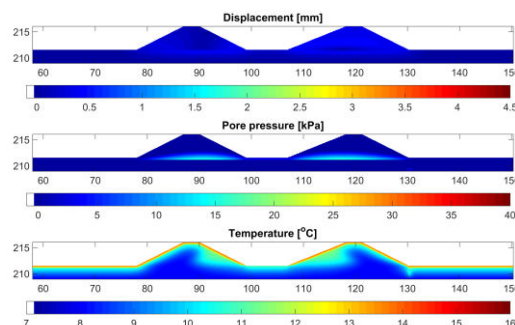 Displacement [mm]
215
210
60 70 80 90 100 110 120 130 140 150
0 0.5 1 1.5 2 2.5 3 3.5 4 4.5
Pore pressure [kPa]
215
210
60 70 80 90 100 110 120 130 140 150
0 5 10 15 20 25 30 35 40
Temperature [°C]
215
210
60 70 80 90 100 110 120 130 140 150
7 8 9 10 11 12 13 14 15 16